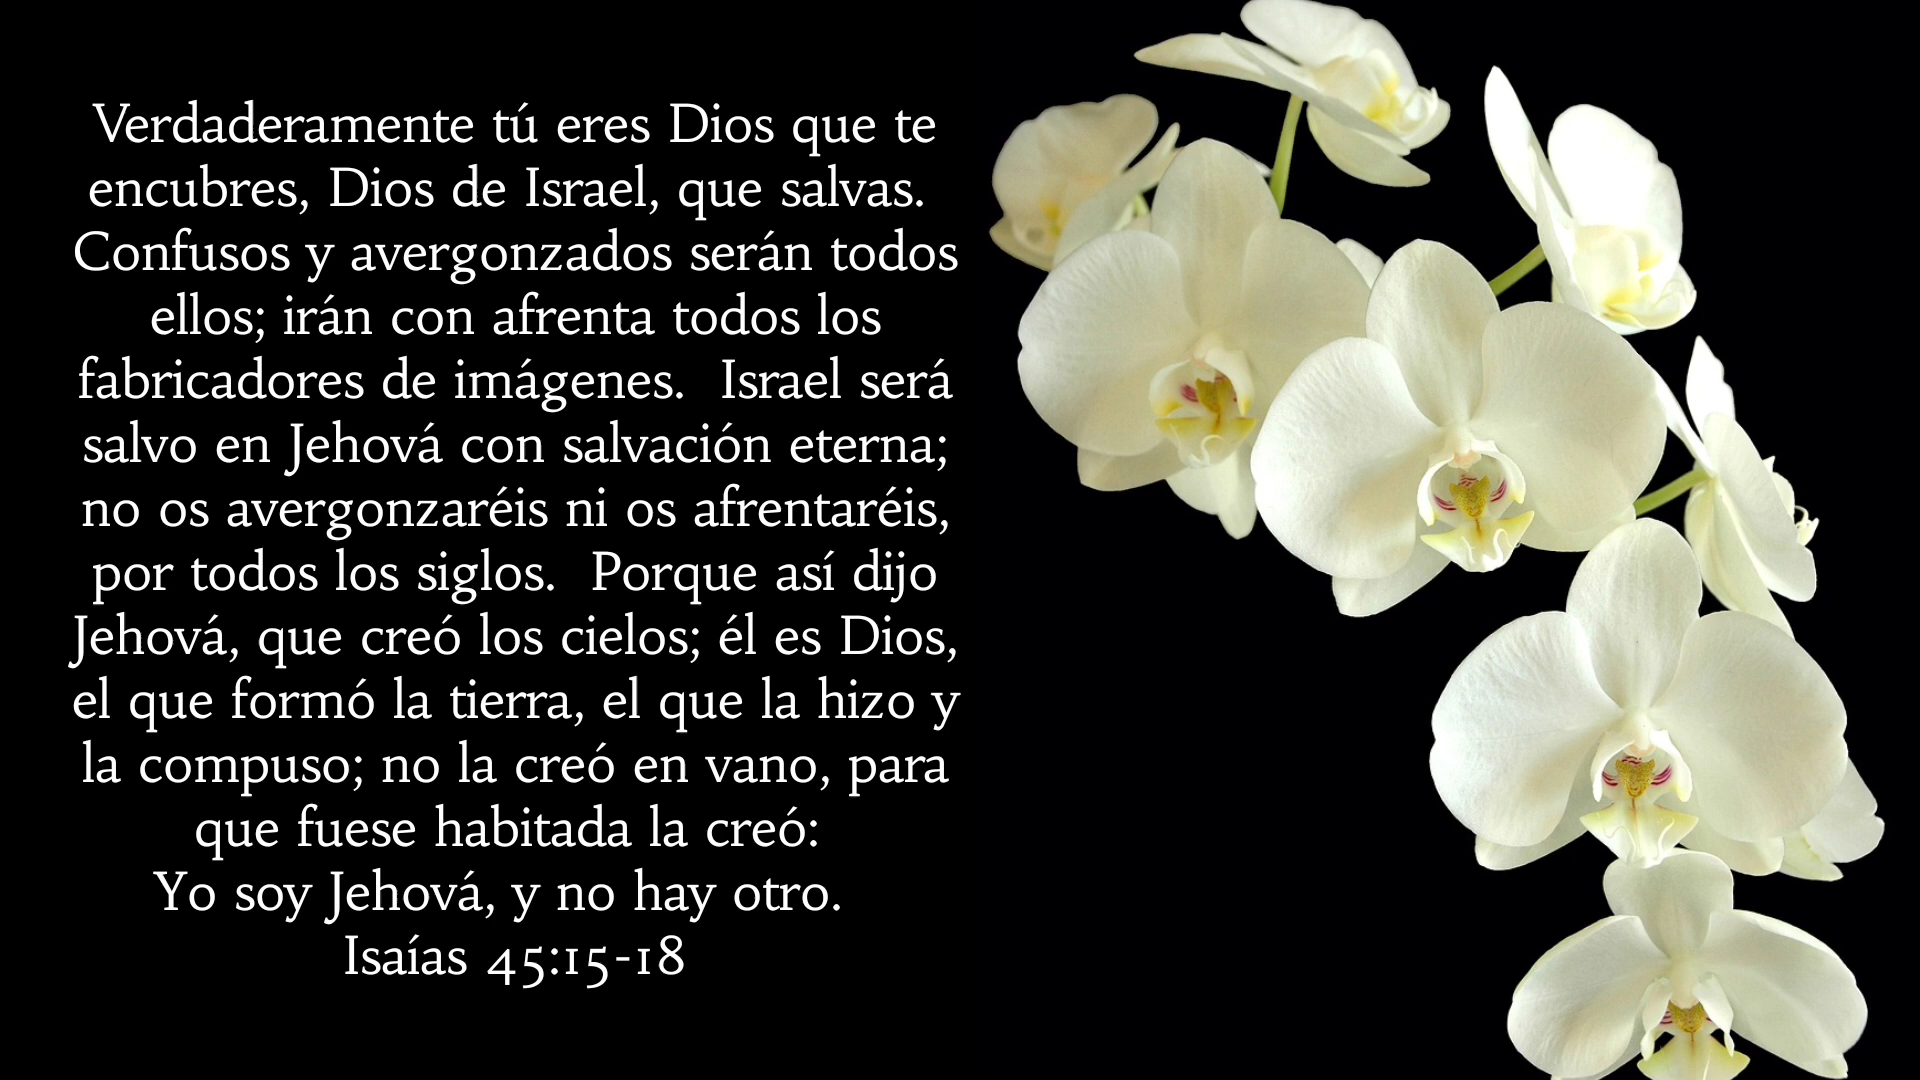 Verdaderamente tú eres Dios que te
encubres, Dios de Israel, que salvas.
Confusos y avergonzados serán todos
ellos; irán con afrenta todos los
fabricadores de imágenes.  Israel será
salvo en Jehová con salvación eterna;
no os avergonzaréis ni os afrentaréis,
por todos los siglos.  Porque así dijo
Jehová, que creó los cielos; él es Dios,
el que formó la tierra, el que la hizo y
la compuso; no la creó en vano, para
que fuese habitada la creó:
Yo soy Jehová, y no hay otro.
Isaías 45:15-18